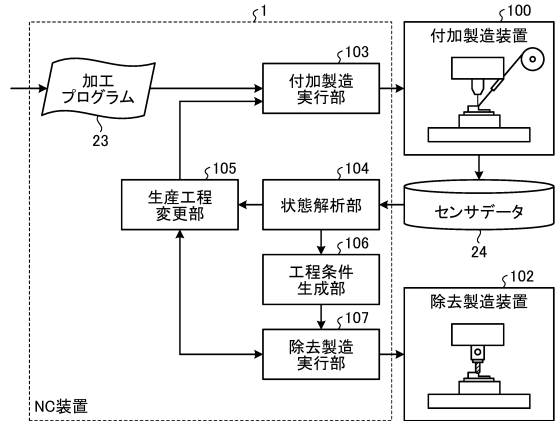 1
100
103
付加製造装置
加工
プログラム
23
付加製造
実行部
105
104
生産工程
変更部
状態解析部
センサデータ
24
106
工程条件
生成部
102
107
除去製造装置
除去製造
実行部
NC装置